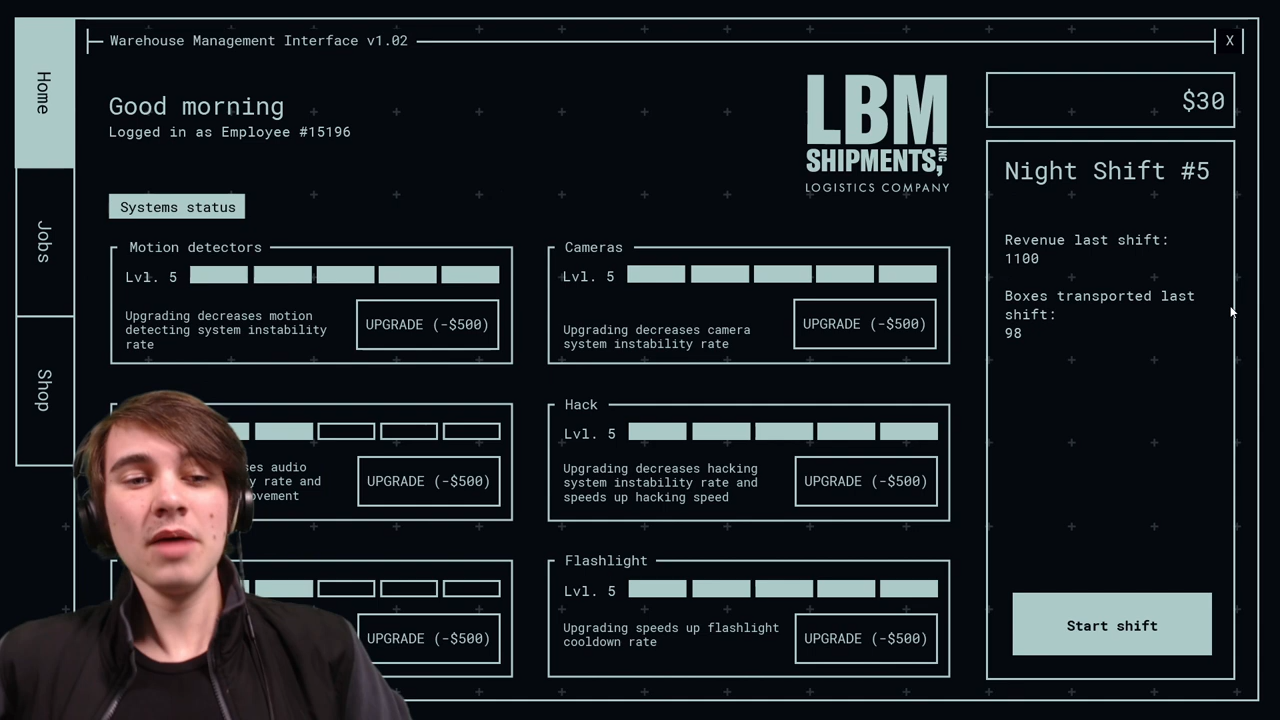 Warehouse Management Interface v1.02
X
Home
Jobs
Shop
Good morning
Logged in as Employee #15196
LBM
SHIPMENTS, INC
LOGISTICS COMPANY
$30
Systems status
Motion detectors
Lvl. 5
Upgrading decreases motion
detecting system instability
rate
UPGRADE (-$500)
Cameras
Lvl. 5
Upgrading decreases camera
system instability rate
UPGRADE (-$500)
audio
rate and
UPGRADE (-$500)
Hack
Lvl. 5
Upgrading decreases hacking
system instability rate and
speeds up hacking speed
UPGRADE (-$500)
UPGRADE (-$500)
Flashlight
Lvl. 5
Upgrading speeds up flashlight
cooldown rate
UPGRADE (-$500)
Night Shift #5
Revenue last shift:
1100
Boxes transported last
shift:
98
Start shift